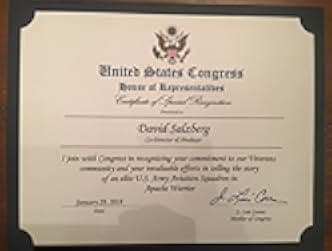 United States Congress
House of Representatives
Certificate of Special Recognition
Presented to
David Salzberg
Co-Director & Producer
I join with Congress in recognizing your commitment to our Veterans
community and your invaluable efforts in telling the story
of an elite U.S. Army Aviation Squadron in
Apache Warrior
January 28, 2018
Date
Member of Congress